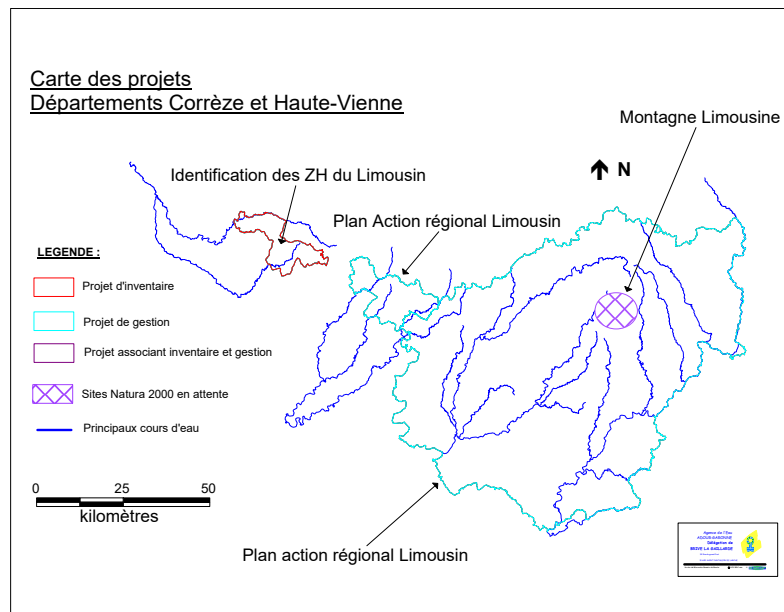 Carte des projets
Départements Corrèze et Haute-Vienne
Montagne Limousine
Identification des ZH du Limousin
N
Plan Action régional Limousin
LEGENDE :
Projet d'inventaire
Projet de gestion
Projet associant inventaire et gestion
Sites Natura 2000 en attente
Principaux cours d'eau
0 25 50
kilomètres
Plan action régional Limousin
Agence de l'Eau
ADOUR-GARONNE
Délégation de
BRIVE-LA-GAILLARDE